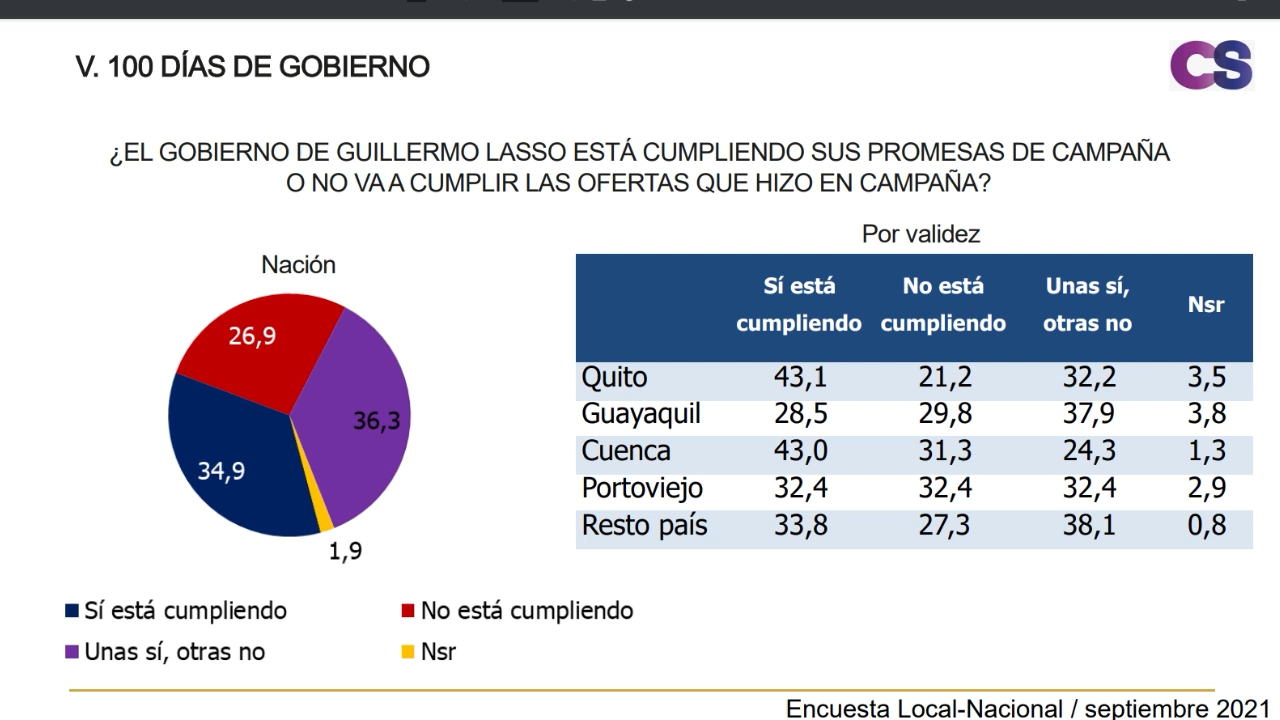 V. 100 DÍAS DE GOBIERNO
CS
¿EL GOBIERNO DE GUILLERMO LASSO ESTÁ CUMPLIENDO SUS PROMESAS DE CAMPAÑA
O NO VA A CUMPLIR LAS OFERTAS QUE HIZO EN CAMPAÑA?
Nación
26,9
36,3
34,9
1,9
Sí está cumpliendo
No está cumpliendo
Unas sí, otras no
Nsr
Por validez
Sí está cumpliendo No está cumpliendo Unas sí, otras no Nsr
Quito 43,1 21,2 32,2 3,5
Guayaquil 28,5 29,8 37,9 3,8
Cuenca 43,0 31,3 24,3 1,3
Portoviejo 32,4 32,4 32,4 2,9
Resto país 33,8 27,3 38,1 0,8
Encuesta Local-Nacional / septiembre 2021